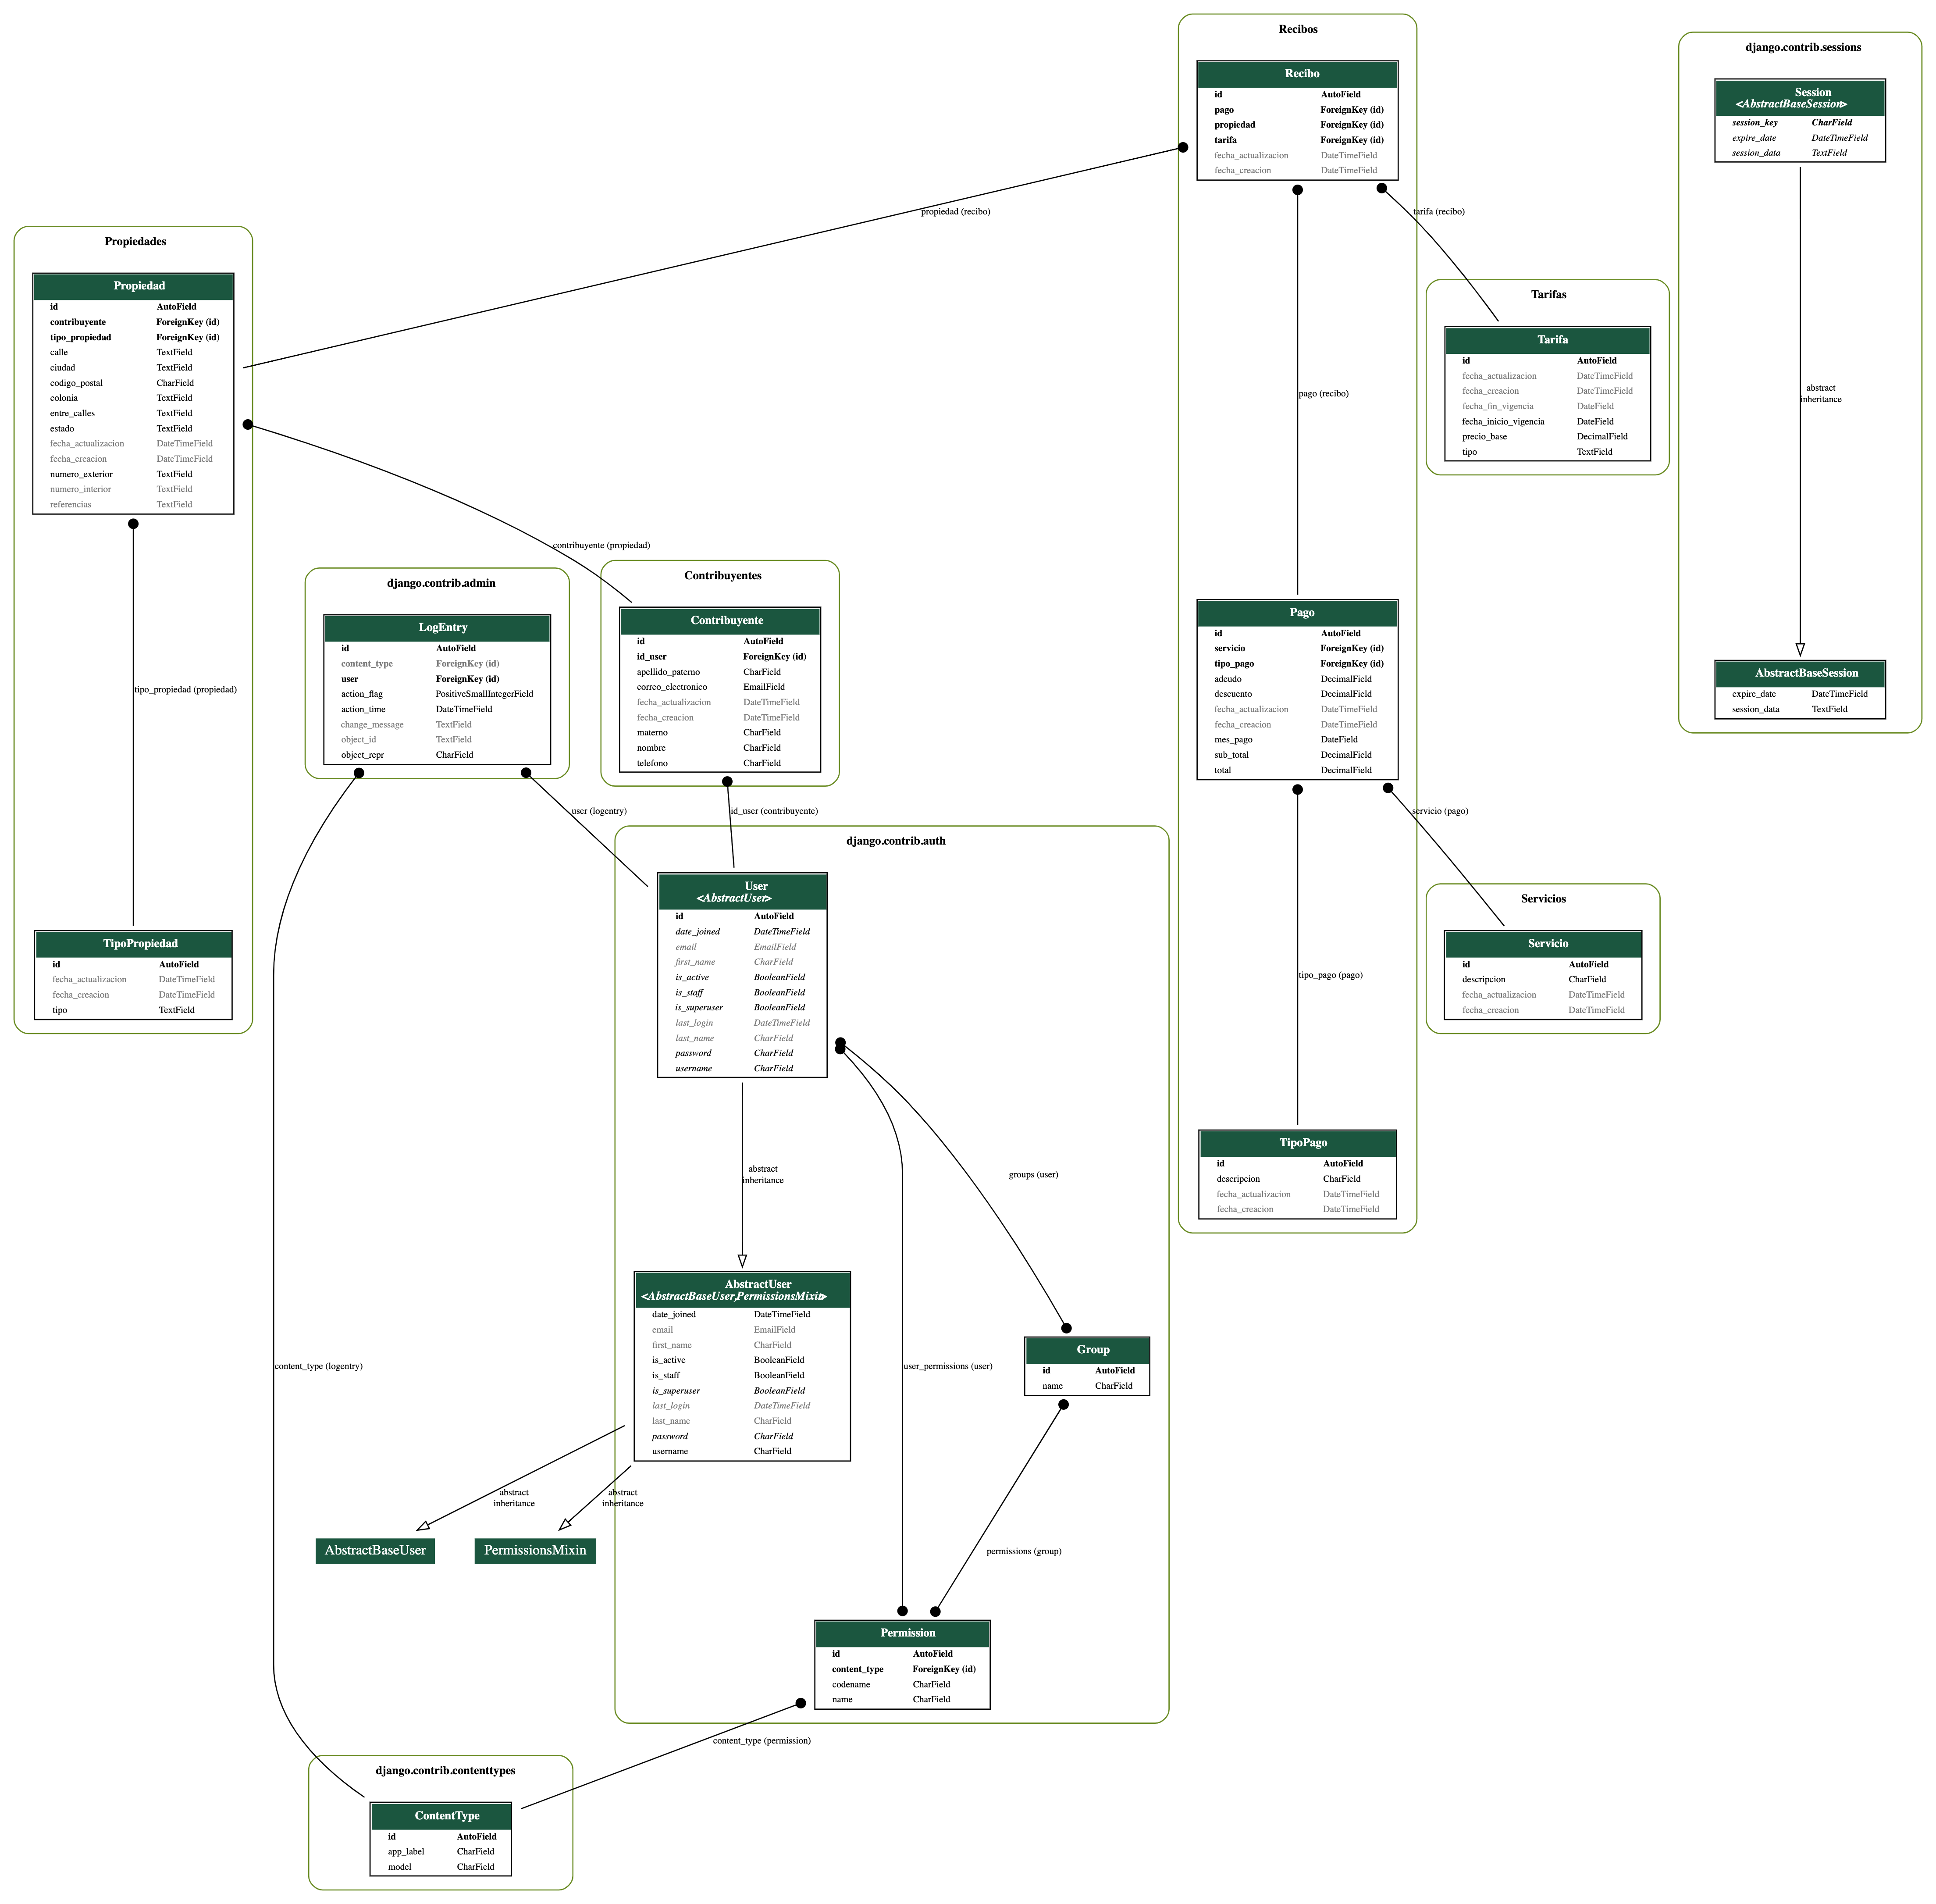 Recibos
Recibo
id AutoField
pago ForeignKey (id)
propiedad ForeignKey (id)
tarifa ForeignKey (id)
fecha_actualizacion DateTimeField
fecha_creacion DateTimeField
django.contrib.sessions
Session
<AbstractBaseSession>
session_key CharField
expire_date DateTimeField
session_data TextField
propiedad (recibo)
tarifa (recibo)
Propiedades
Propiedad
id AutoField
contribuyente ForeignKey (id)
tipo_propiedad ForeignKey (id)
calle TextField
ciudad TextField
codigo_postal CharField
colonia TextField
entre_calles TextField
estado TextField
fecha_actualizacion DateTimeField
fecha_creacion DateTimeField
numero_exterior TextField
numero_interior TextField
referencias TextField
Tarifas
Tarifa
id AutoField
fecha_actualizacion DateTimeField
fecha_creacion DateTimeField
fecha_fin_vigencia DateField
fecha_inicio_vigencia DateField
precio_base DecimalField
tipo TextField
pago (recibo)
abstract
inheritance
contribuyente (propiedad)
django.contrib.admin
LogEntry
id AutoField
content_type ForeignKey (id)
user ForeignKey (id)
action_flag PositiveSmallIntegerField
action_time DateTimeField
change_message TextField
object_id TextField
object_repr CharField
Contribuyentes
Contribuyente
id AutoField
id_user ForeignKey (id)
apellido_paterno CharField
correo_electronico EmailField
fecha_actualizacion DateTimeField
fecha_creacion DateTimeField
materno CharField
nombre CharField
telefono CharField
Pago
id AutoField
servicio ForeignKey (id)
tipo_pago ForeignKey (id)
adeudo DecimalField
descuento DecimalField
fecha_actualizacion DateTimeField
fecha_creacion DateTimeField
mes_pago DateField
sub_total DecimalField
total DecimalField
AbstractBaseSession
expire_date DateTimeField
session_data TextField
tipo_propiedad (propiedad)
user (logentry)
id_user (contribuyente)
servicio (pago)
django.contrib.auth
User
<AbstractUser>
id AutoField
date_joined DateTimeField
email EmailField
first_name CharField
is_active BooleanField
is_staff BooleanField
is_superuser BooleanField
last_login DateTimeField
last_name CharField
password CharField
username CharField
Servicios
Servicio
id AutoField
descripcion CharField
fecha_actualizacion DateTimeField
fecha_creacion DateTimeField
TipoPropiedad
id AutoField
fecha_actualizacion DateTimeField
fecha_creacion DateTimeField
tipo TextField
tipo_pago (pago)
TipoPago
id AutoField
descripcion CharField
fecha_actualizacion DateTimeField
fecha_creacion DateTimeField
abstract
inheritance
groups (user)
AbstractUser
<AbstractBaseUser,PermissionsMixin>
date_joined DateTimeField
email EmailField
first_name CharField
is_active BooleanField
is_staff BooleanField
is_superuser BooleanField
last_login DateTimeField
last_name CharField
password CharField
username CharField
content_type (logentry)
user_permissions (user)
Group
id AutoField
name CharField
abstract
inheritance
abstract
inheritance
AbstractBaseUser
PermissionsMixin
permissions (group)
Permission
id AutoField
content_type ForeignKey (id)
codename CharField
name CharField
content_type (permission)
django.contrib.contenttypes
ContentType
id AutoField
app_label CharField
model CharField